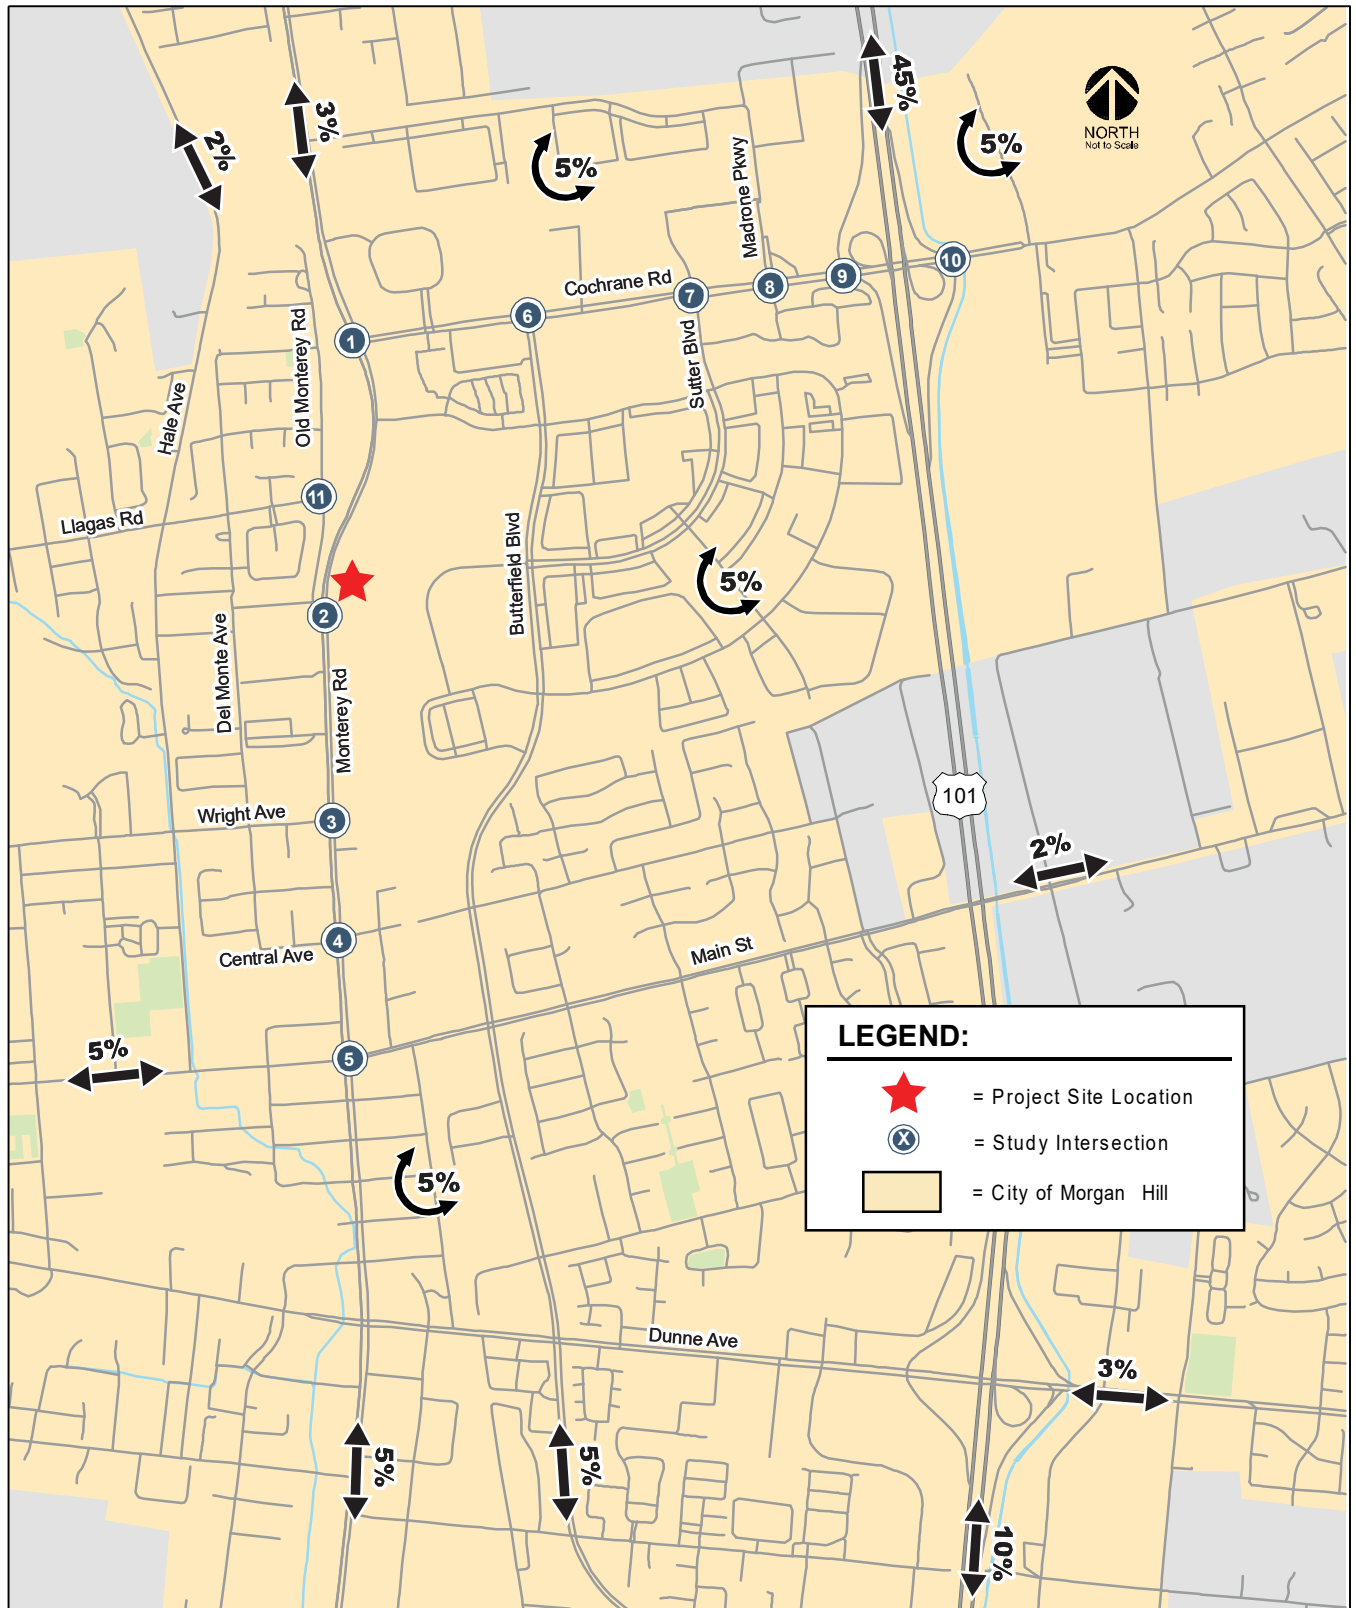 45%
3%
2%
5%
5%
NORTH
Not to Scale
Madrone Pkwy
10
9
8
Cochrane Rd
7
6
1
Old Monterey Rd
Sutter Blvd
Hale Ave
11
Llagas Rd
Butterfield Blvd
5%
2
Del Monte Ave
Monterey Rd
101
Wright Ave
3
2%
4
Central Ave
Main St
5%
5
LEGEND:
= Project Site Location
X
= Study Intersection
= City of Morgan Hill
5%
Dunne Ave
3%
5%
5%
10%